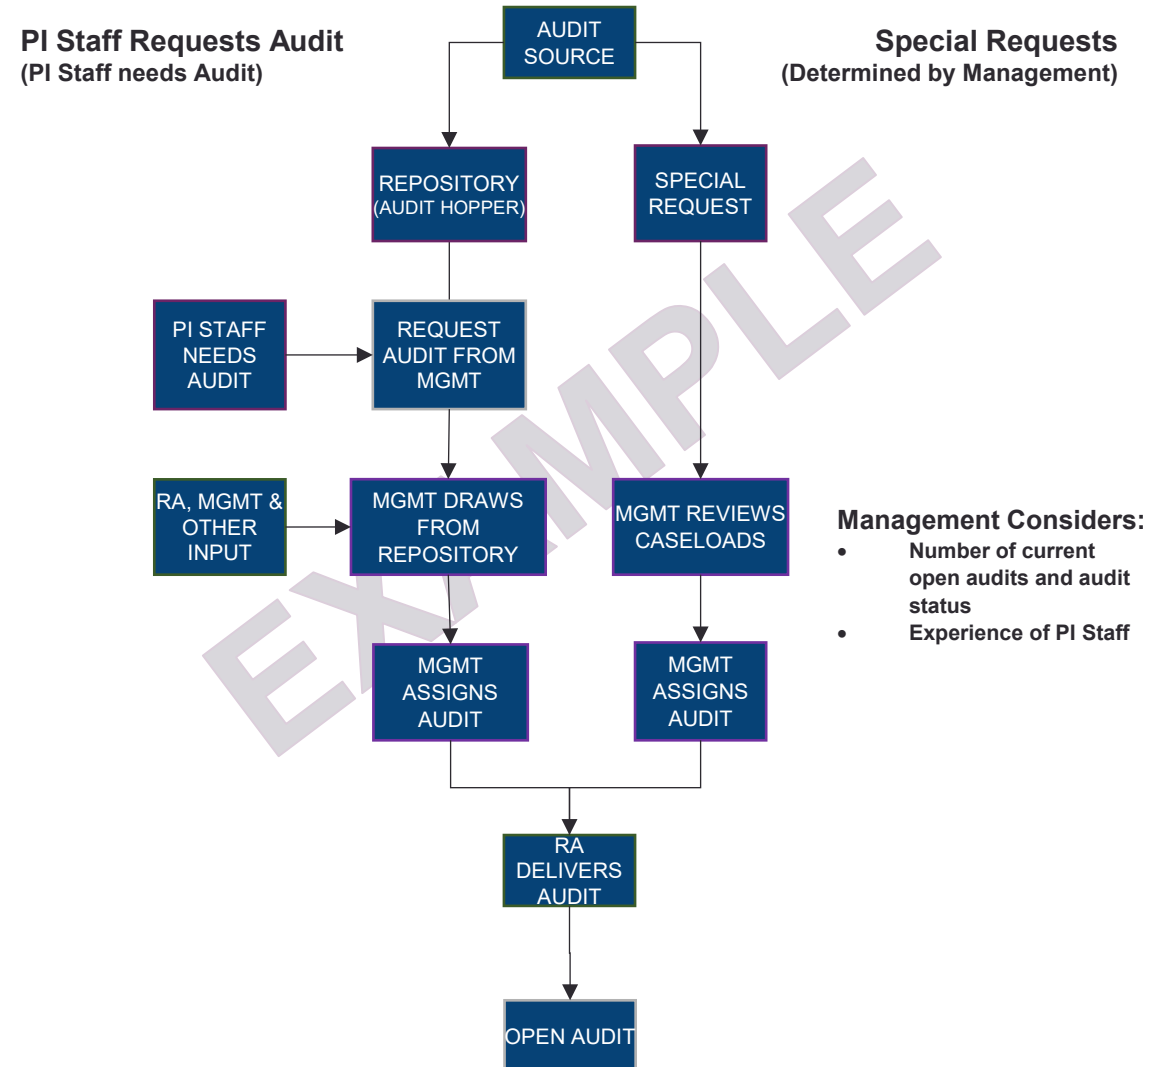 PI Staff Requests Audit
(PI Staff needs Audit)
AUDIT
SOURCE
Special Requests
(Determined by Management)
REPOSITORY
(AUDIT HOPPER)
SPECIAL
REQUEST
PI STAFF
NEEDS
AUDIT
REQUEST
AUDIT FROM
MGMT
RA, MGMT &
OTHER
INPUT
MGMT DRAWS
FROM
REPOSITORY
MGMT REVIEWS
CASELOADS
Management Considers:
• Number of current
open audits and audit
status
• Experience of PI Staff
MGMT
ASSIGNS
AUDIT
MGMT
ASSIGNS
AUDIT
RA
DELIVERS
AUDIT
OPEN AUDIT
EXAMPLE